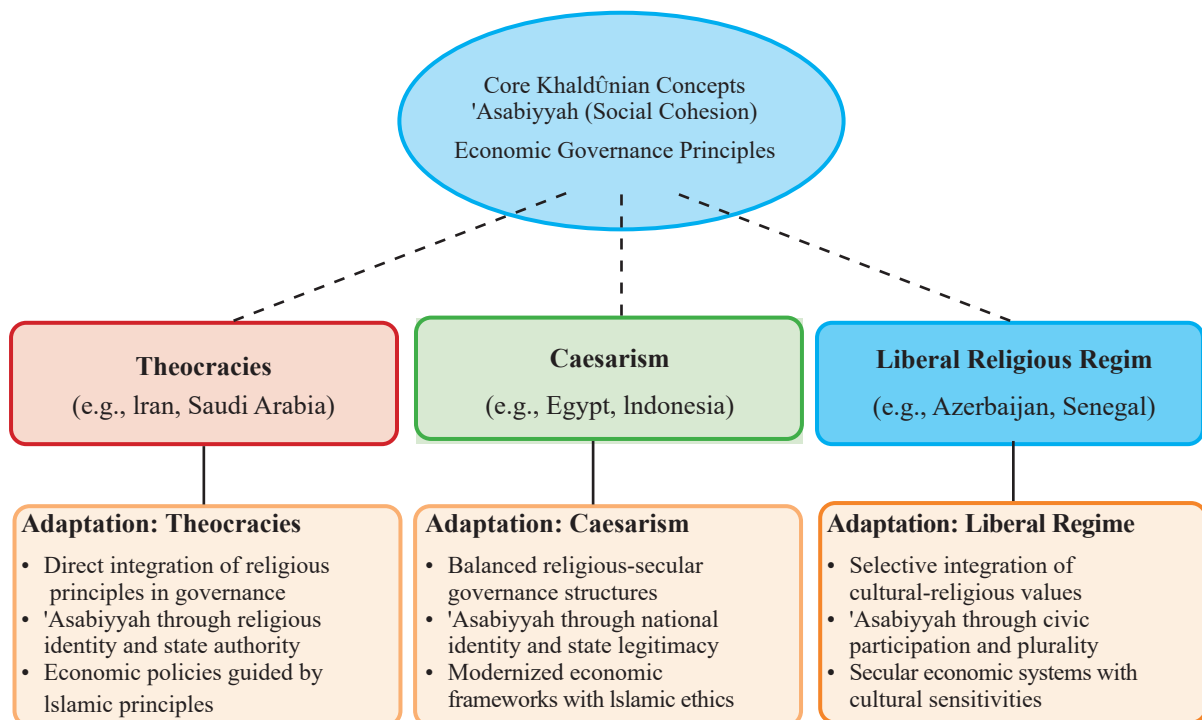 Core KhaldÛnian Concepts
'Asabiyyah (Social Cohesion)
Economic Governance Principles
Theocracies
(e.g., lran, Saudi Arabia)
Caesarism
(e.g., Egypt, lndonesia)
Liberal Religious Regim
(e.g., Azerbaijan, Senegal)
Adaptation: Theocracies
• Direct integration of religious
principles in governance
• 'Asabiyyah through religious
identity and state authority
• Economic policies guided by
lslamic principles
Adaptation: Caesarism
• Balanced religious-secular
governance structures
• 'Asabiyyah through national
identity and state legitimacy
• Modernized economic
frameworks with lslamic ethics
Adaptation: Liberal Regime
• Selective integration of
cultural-religious values
• 'Asabiyyah through civic
participation and plurality
• Secular economic systems with
cultural sensitivities